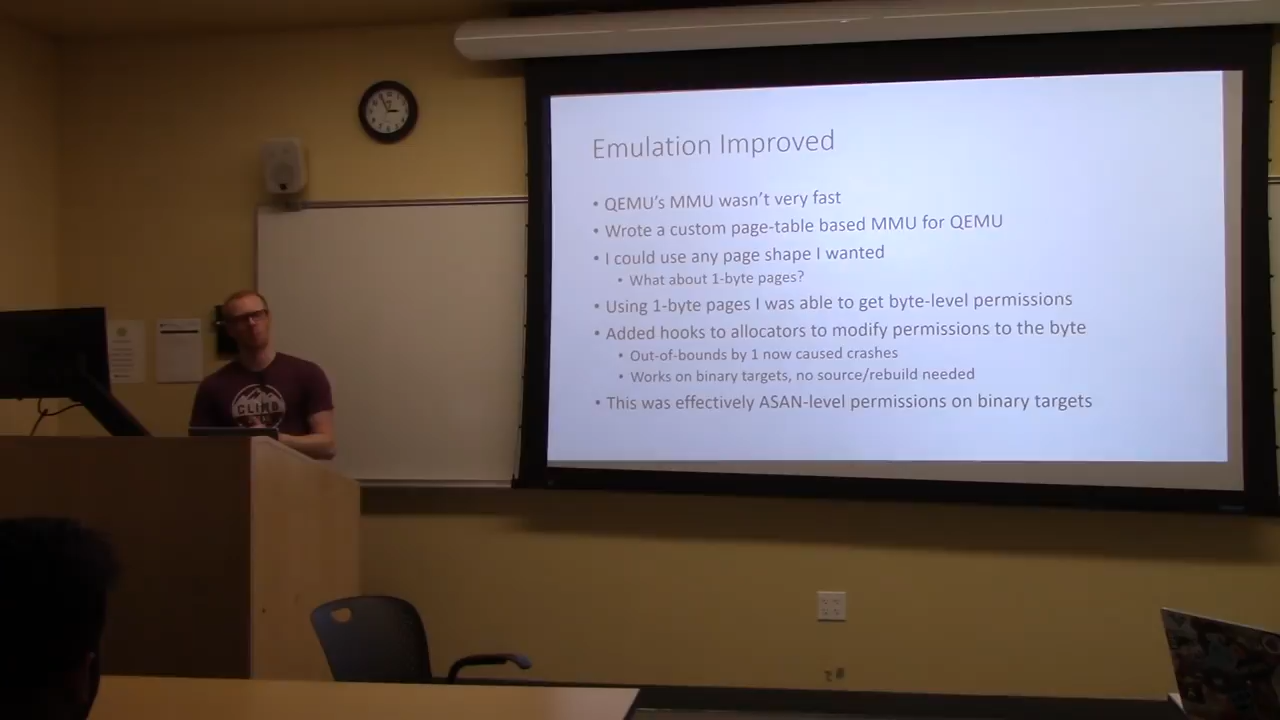 Emulation Improved
• QEMU's MMU wasn't very fast
• Wrote a custom page-table based MMU for QEMU
• I could use any page shape I wanted
• What about 1-byte pages?
• Using 1-byte pages I was able to get byte-level permissions
• Added hooks to allocators to modify permissions to the byte
• Out-of-bounds by 1 now caused crashes
• Works on binary targets, no source/rebuild needed
• This was effectively ASAN-level permissions on binary targets
CLIMB